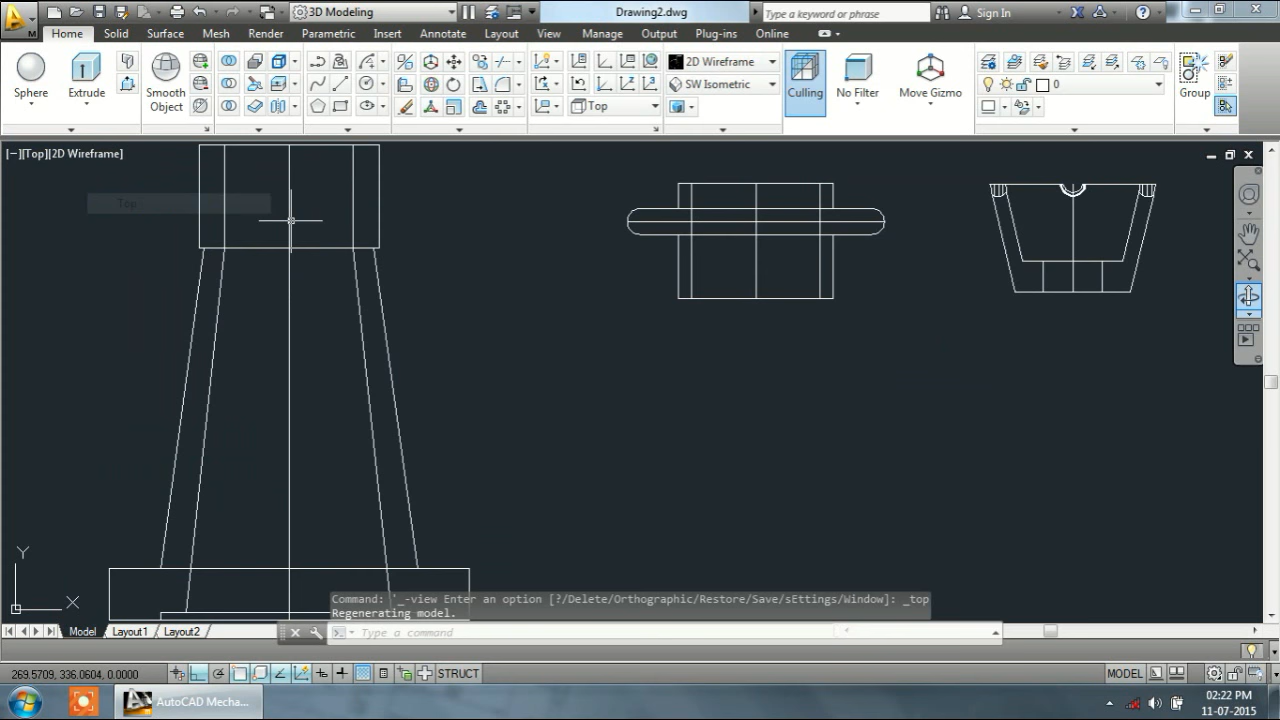 3D Modeling
Drawing2.dwg
Type a keyword or phrase
Sign In
M
Home Solid Surface Mesh Render Parametric Insert Annotate Layout View Manage Output Plug-ins Online
Sphere
Extrude
Smooth
Object
2D Wireframe
SW Isometric
Top
Culling
No Filter
Move Gizmo
0
Group
[−][Top][2D Wireframe]
Top
Y
X
Command: '_-view Enter an option [?/Delete/Orthographic/Restore/Save/sEttings/Window]: _top
Regenerating model.
Model Layout1 Layout2
Type a command
269.5709, 336.0604, 0.0000
STRUCT
MODEL
AutoCAD Mecha...
02:22 PM
11-07-2015